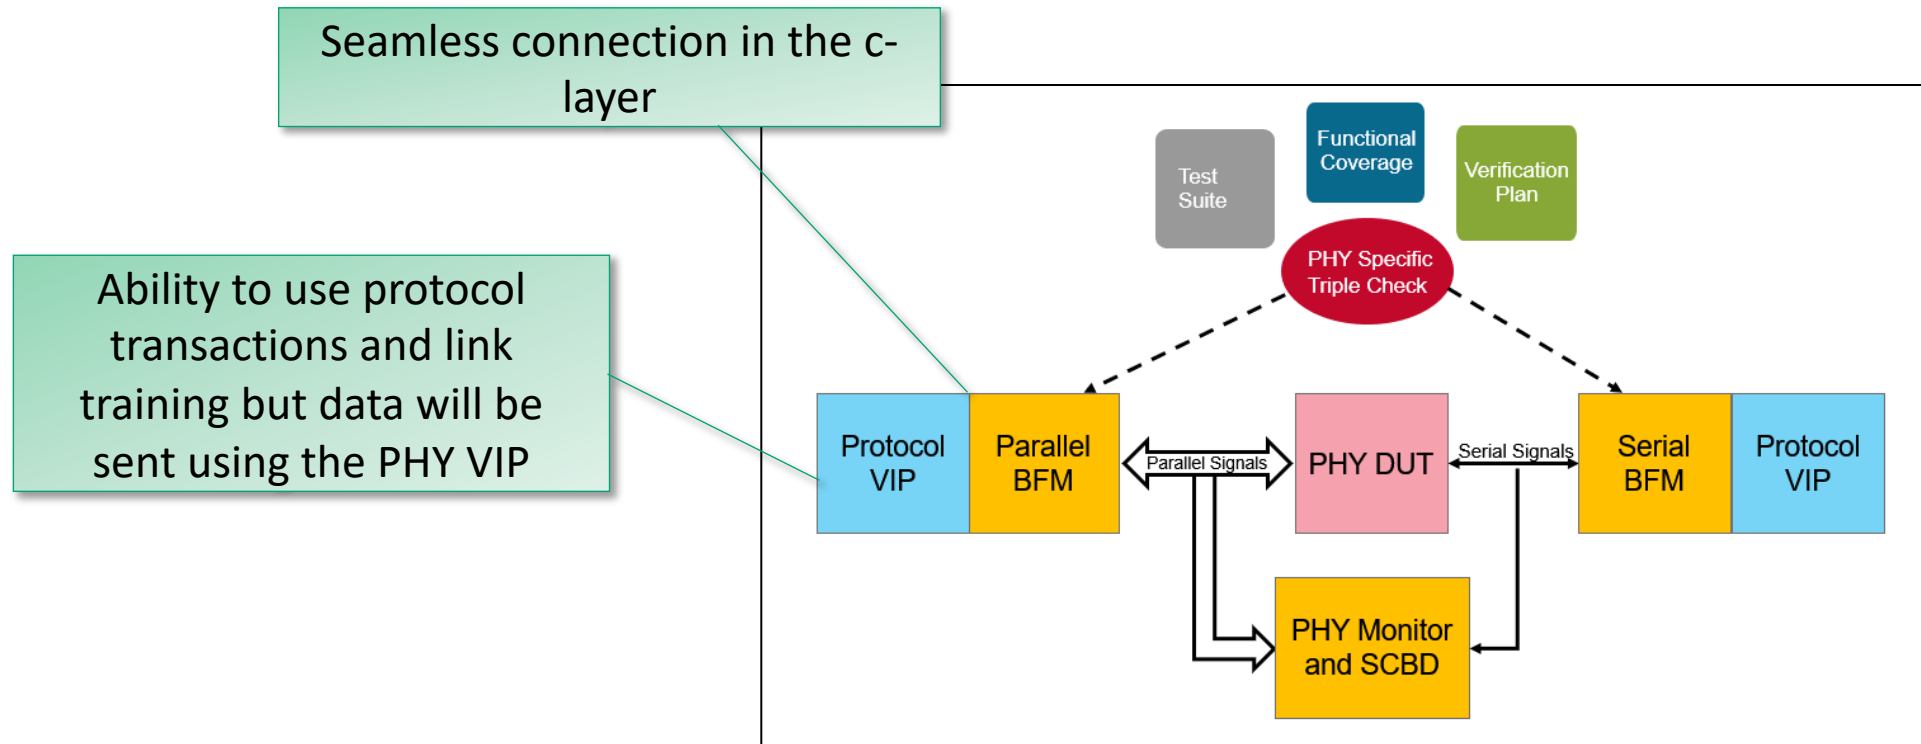 Seamless connection in the c-
layer
Ability to use protocol
transactions and link
training but data will be
sent using the PHY VIP
Test
Suite
Functional
Coverage
Verification
Plan
PHY Specific
Triple Check
Protocol
VIP
Parallel
BFM
Parallel Signals
PHY DUT
Serial Signals
Serial
BFM
Protocol
VIP
PHY Monitor
and SCBD